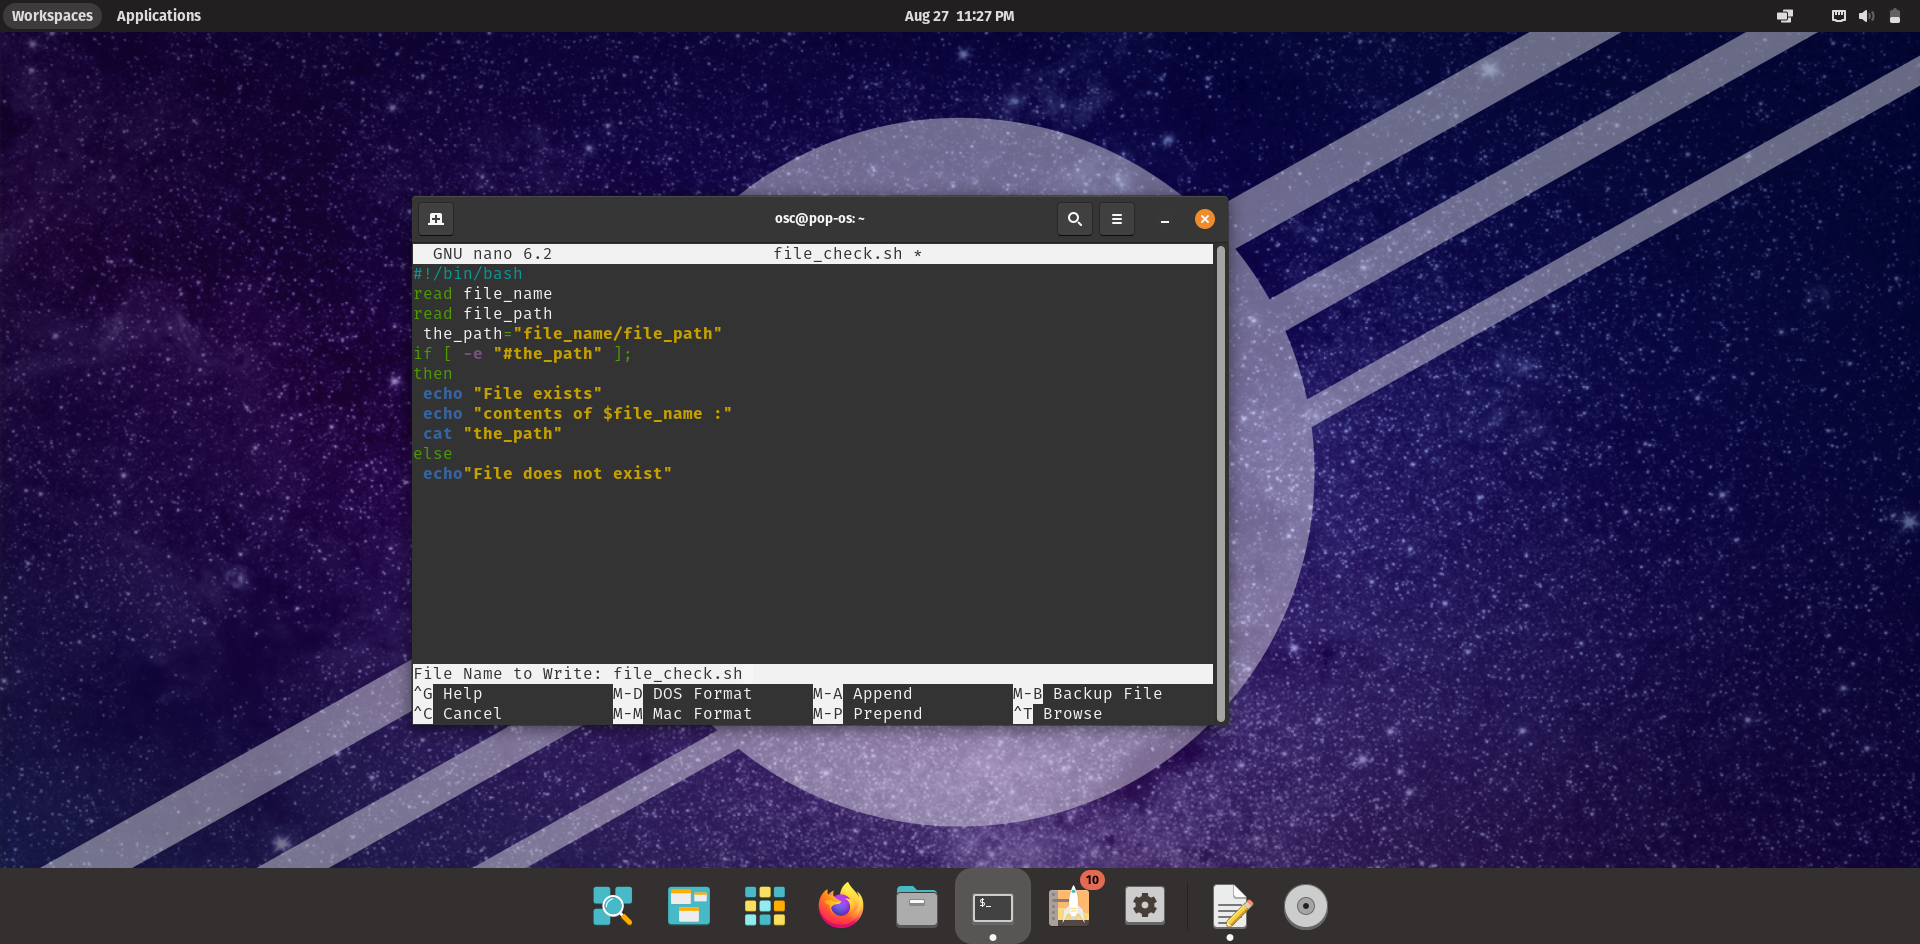 Workspaces Applications Aug 27 11:27 PM
osc@pop-os: ~
GNU nano 6.2 file_check.sh *
#!/bin/bash
read file_name
read file_path
the_path="file_name/file_path"
if [ -e "#the_path" ];
then
echo "File exists"
echo "contents of $file_name :"
cat "the_path"
else
echo"File does not exist"
File Name to Write: file_check.sh
^G Help M-D DOS Format M-A Append M-B Backup File
^C Cancel M-M Mac Format M-P Prepend ^T Browse
10
$_